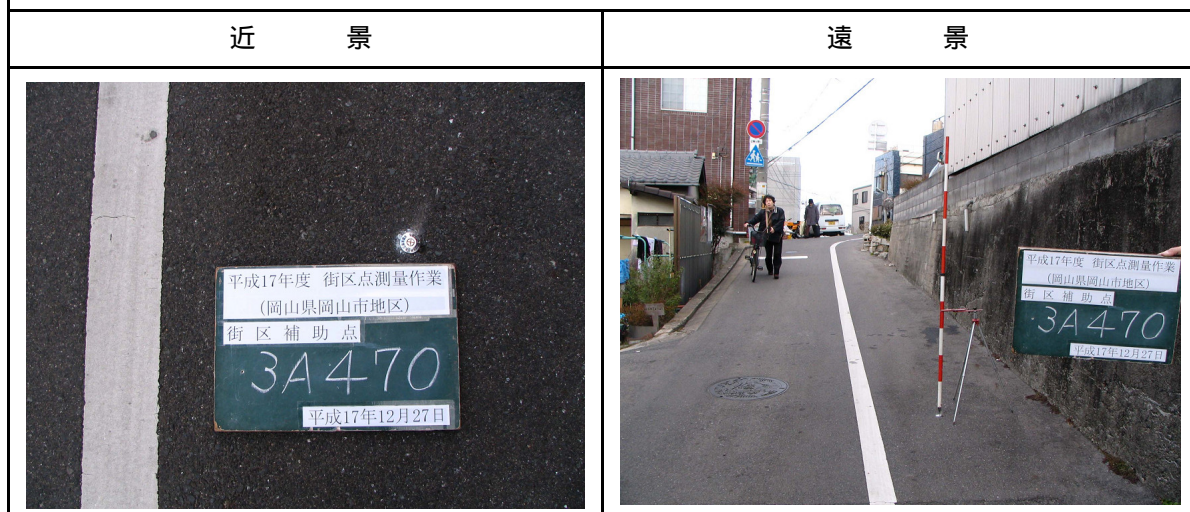 近 景
遠 景
平成17年度 街区点測量作業
(岡山県岡山市地区)
街区補助点
3A470
平成17年12月27日
平成17年度 街区点測量作業
(岡山県岡山市地区)
街区補助点
3A470
平成17年12月27日